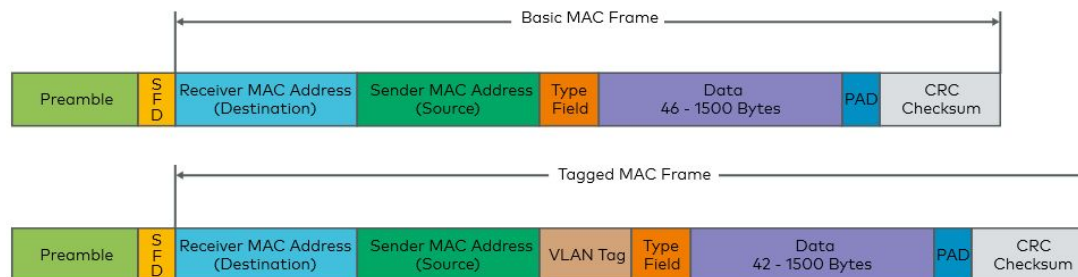 Basic MAC Frame
Preamble
S
F
D
Receiver MAC Address
(Destination)
Sender MAC Address
(Source)
Type
Field
Data
46 - 1500 Bytes
PAD
CRC
Checksum
Tagged MAC Frame
Preamble
S
F
D
Receiver MAC Address
(Destination)
Sender MAC Address
(Source)
VLAN Tag
Type
Field
Data
42 - 1500 Bytes
PAD
CRC
Checksum